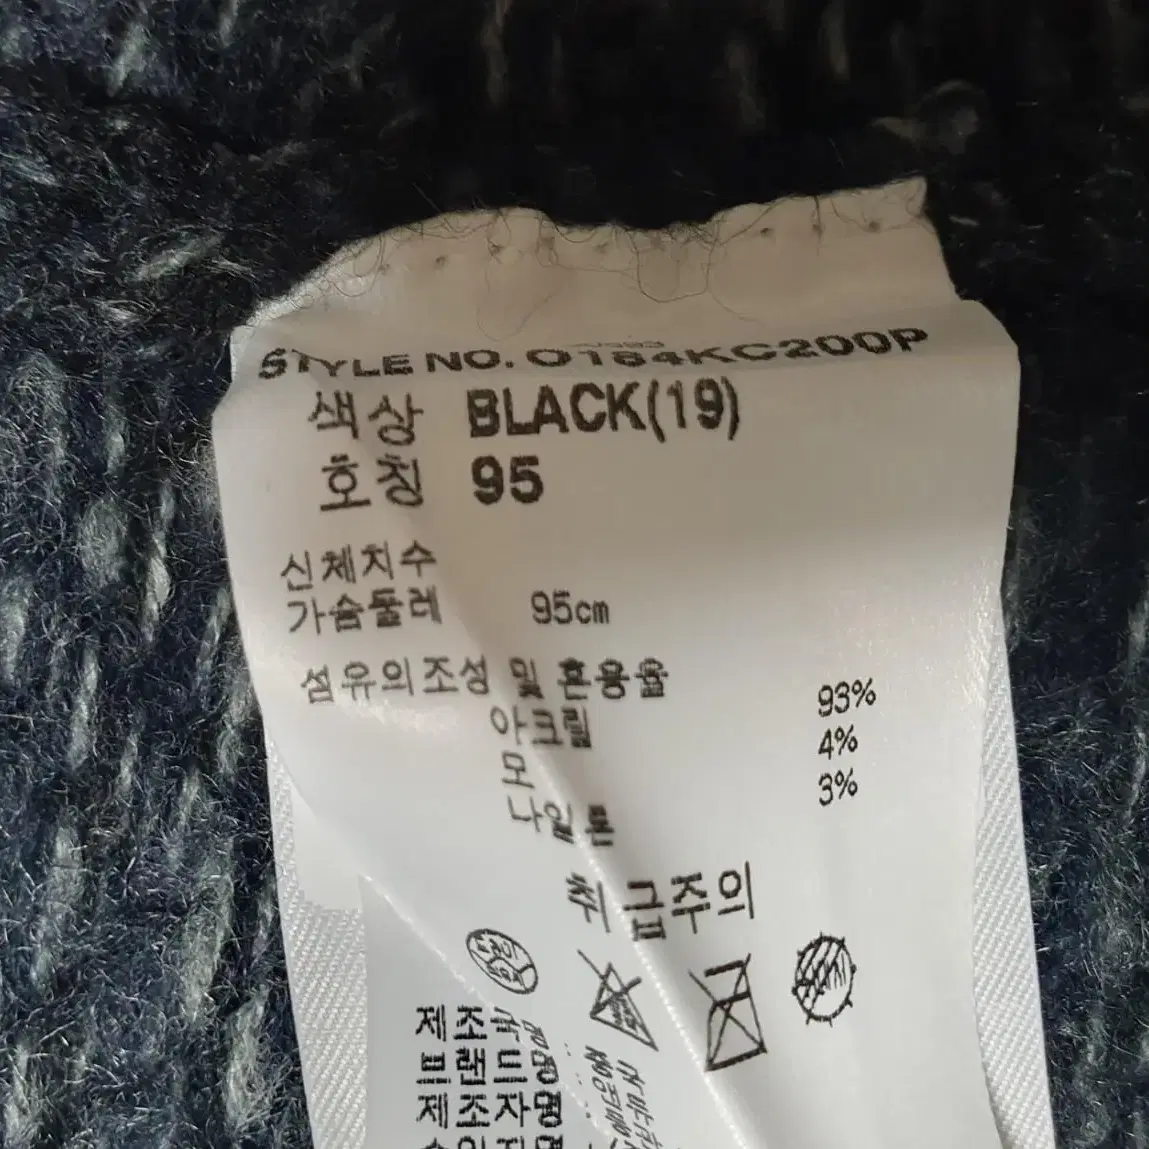 STYLE NO. O184KC200P
색상 BLACK(19)
호칭 95
신체치수
가슴둘레 95cm
섬유의조성 및 혼용율
아크릴 93%
모 4%
나일론 3%
취급주의
제조
브랜드명
제조자명